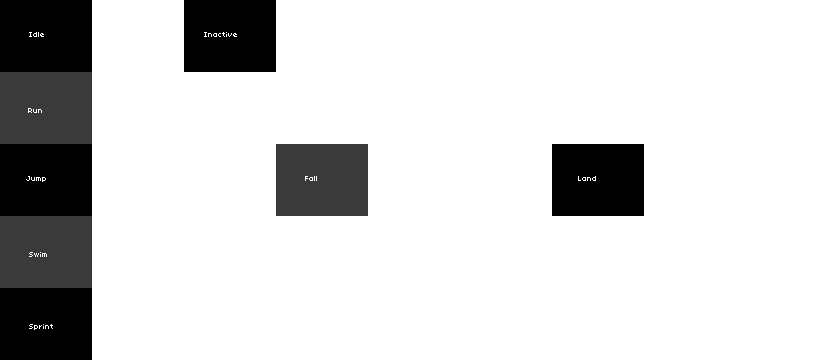 Idle
Inactive
Run
Jump
Fall
Land
Swim
Sprint